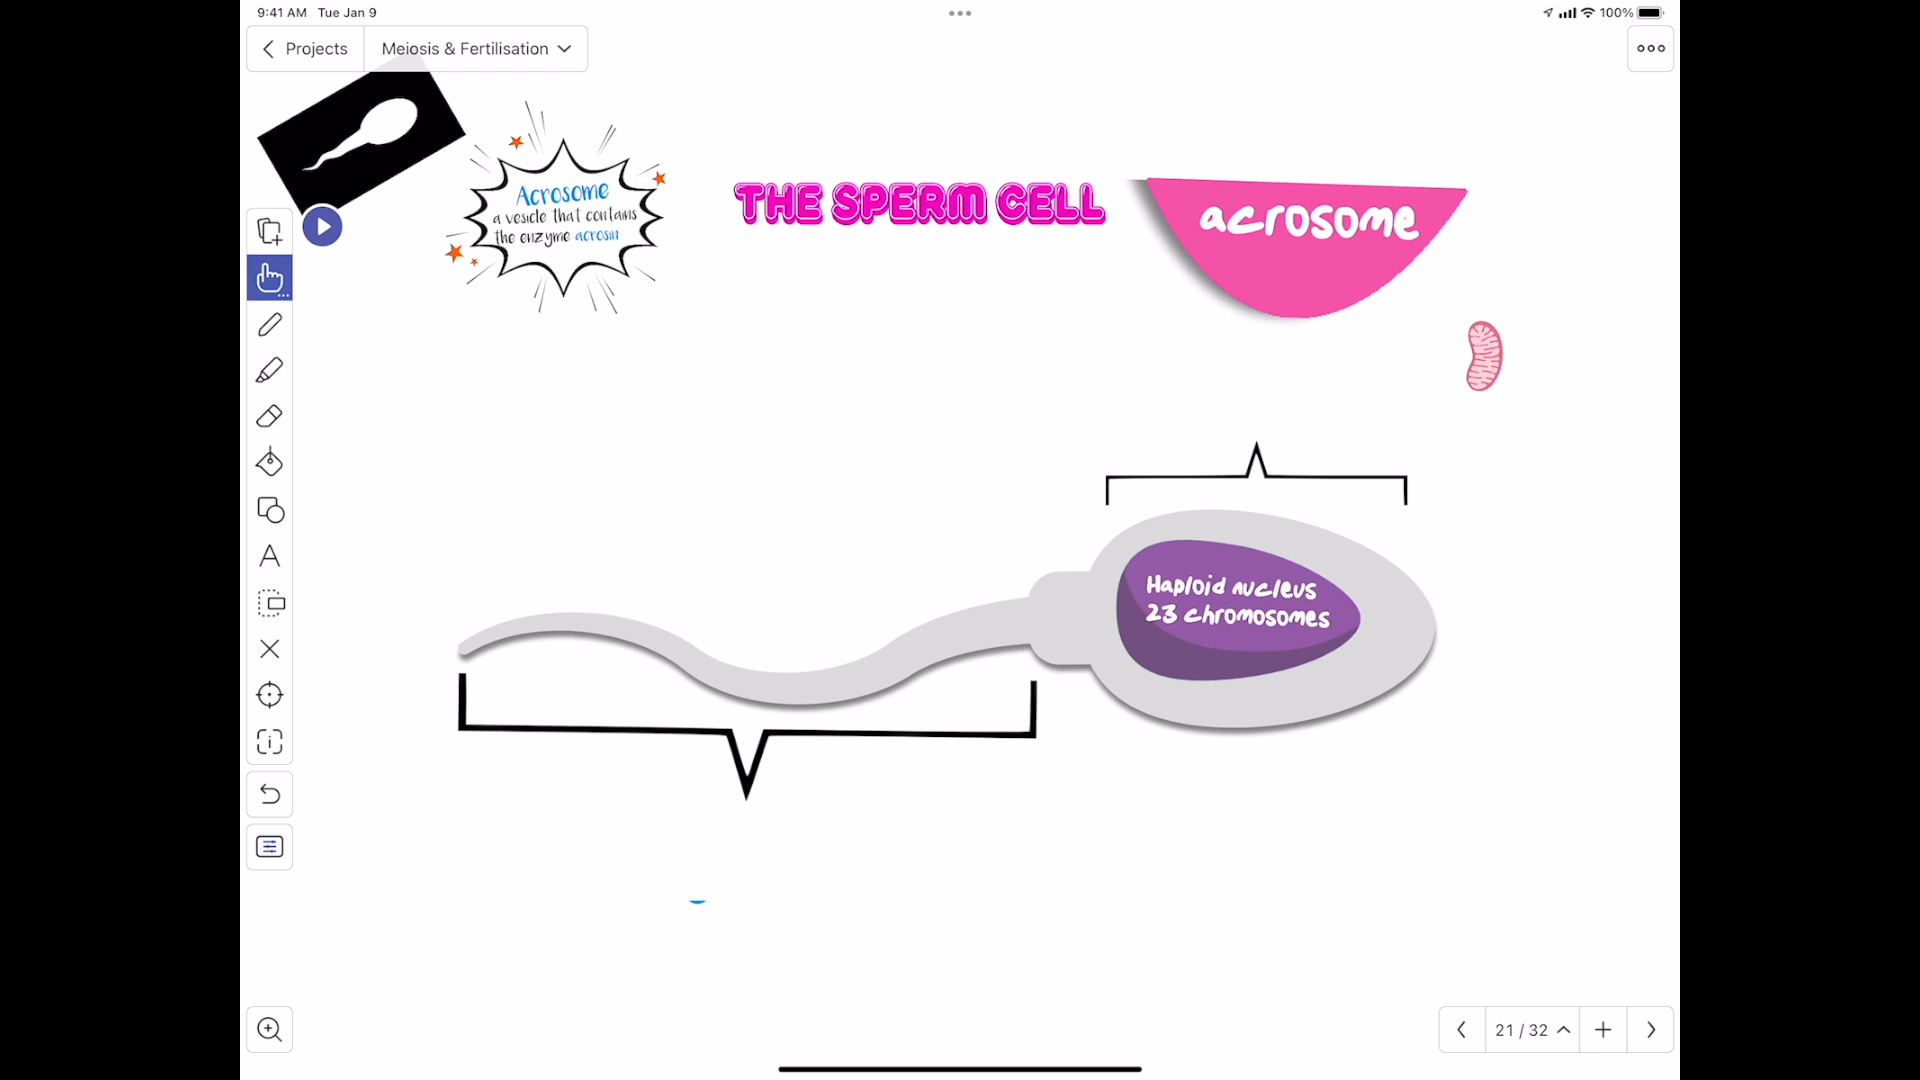 9:41 AM Tue Jan 9
100%
Projects
Meiosis & Fertilisation
Acrosome
a vesicle that contains
the enzyme acrosin
THE SPERM CELL
acrosome
Haploid nucleus
23 chromosomes
21 / 32